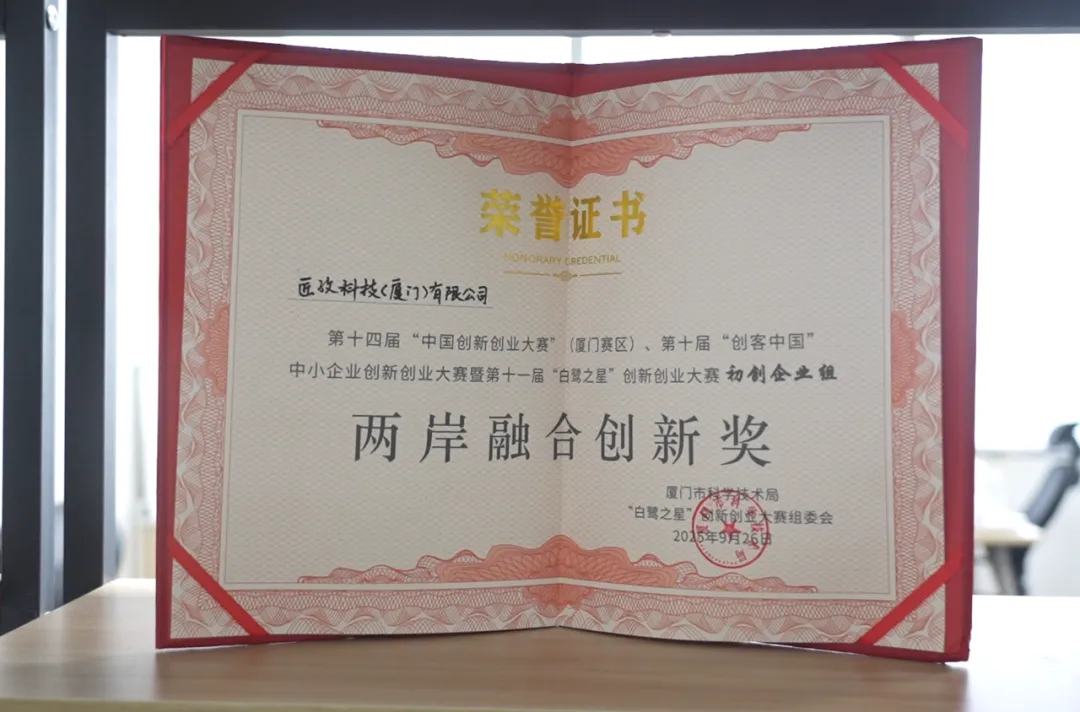 荣誉证书
HONORARY CREDENTIAL
匠孜科技(厦门)有限公司
第十四届“中国创新创业大赛”（厦门赛区）、第十届“创客中国”
中小企业创新创业大赛暨第十一届“白鹭之星”创新创业大赛 初创企业组
两岸融合创新奖
厦门市科学技术局
“白鹭之星”创新创业大赛组委会
2025年9月26日